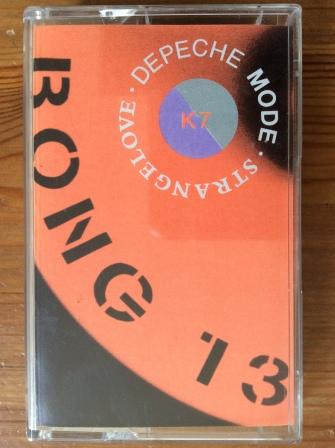 DEPECHE MODE · STRANGELOVE ·
K7
BONG 13